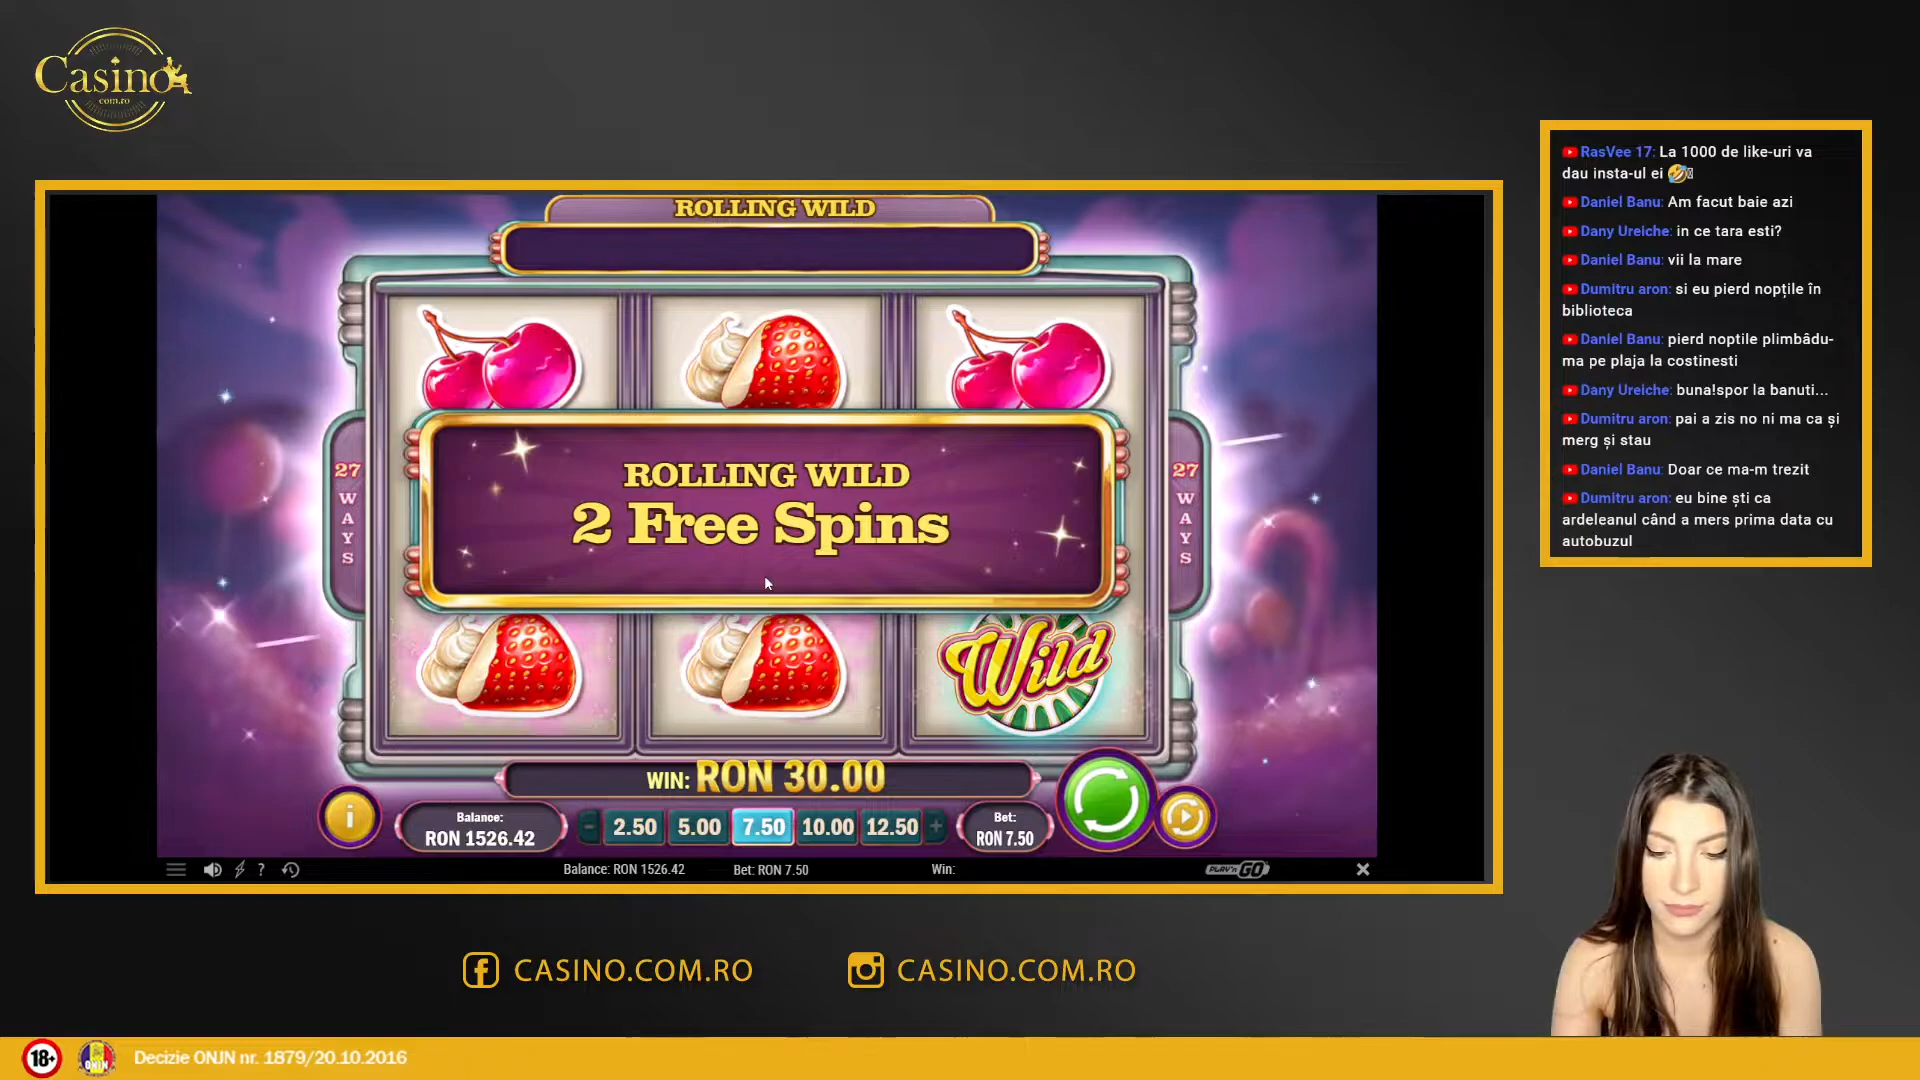 Casino
com.ro
ROLLING WILD
27
WAYS
27
WAYS
ROLLING WILD
2 Free Spins
Wild
WIN: RON 30.00
Balance:
RON 1526.42
- 2.50 5.00 7.50 10.00 12.50 +
Bet:
RON 7.50
i
? Balance: RON 1526.42 Bet: RON 7.50 Win: PLAY'n GO
RasVee 17: La 1000 de like-uri va
dau insta-ul ei 🤣
Daniel Banu: Am facut baie azi
Dany Ureiche: in ce tara esti?
Daniel Banu: vii la mare
Dumitru aron: si eu pierd nopțile în
biblioteca
Daniel Banu: pierd noptile plimbâdu-
ma pe plaja la costinesti
Dany Ureiche: buna!spor la banuti...
Dumitru aron: pai a zis no ni ma ca și
merg și stau
Daniel Banu: Doar ce ma-m trezit
Dumitru aron: eu bine ști ca
ardeleanul când a mers prima data cu
autobuzul
CASINO.COM.RO
CASINO.COM.RO
18+
ONJN
Decizie ONJN nr. 1879/20.10.2016